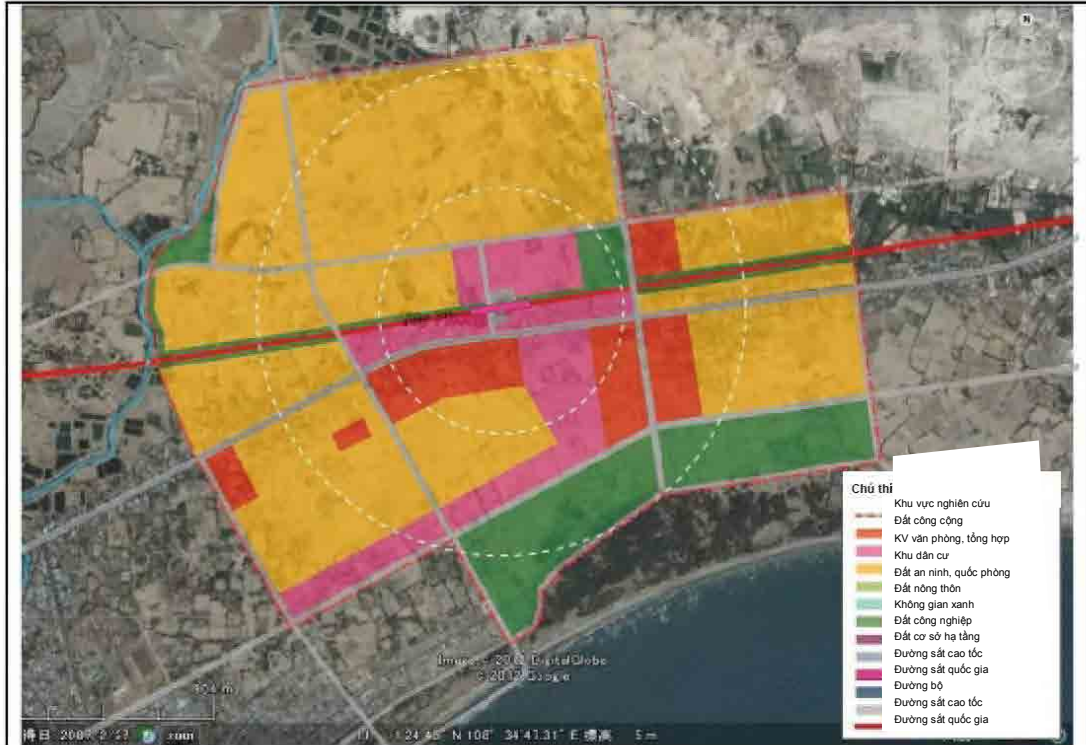 N
Chú thí
Khu vực nghiên cứu
Đất công cộng
KV văn phòng, tổng hợp
Khu dân cư
Đất an ninh, quốc phòng
Đất nông thôn
Không gian xanh
Đất công nghiệp
Đất cơ sở hạ tầng
Đường sắt cao tốc
Đường sắt quốc gia
Đường bộ
Đường sắt cao tốc
Đường sắt quốc gia
Image © 2012 DigitalGlobe
© 2012 Google
m
5 m